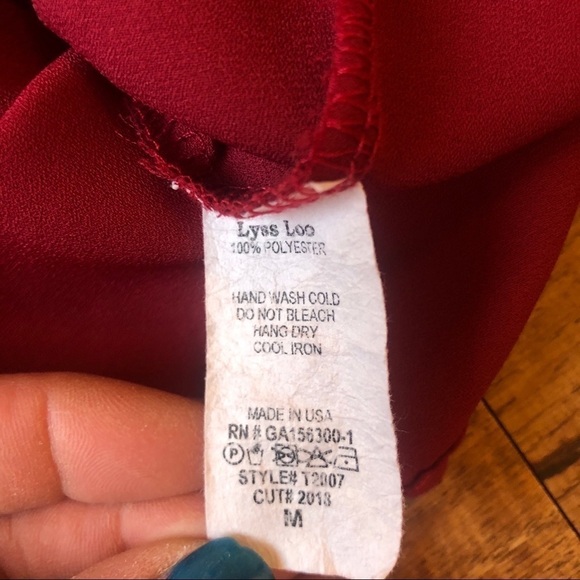 Lyss Loo
100% POLYESTER
HAND WASH COLD
DO NOT BLEACH
HANG DRY
COOL IRON
MADE IN USA
RN # GA156300-1
STYLE# T2007
CUT# 2018
M